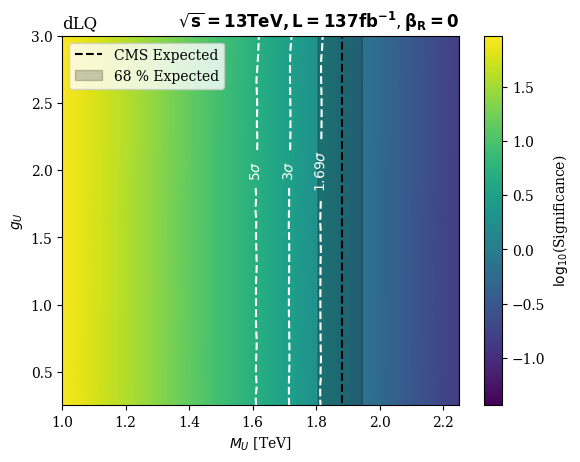 dLQ
√s = 13TeV, L = 137fb⁻¹, β_R = 0
CMS Expected
68 % Expected
5σ
3σ
1.69σ
3.0
2.5
2.0
1.5
1.0
0.5
g_U
1.0
1.2
1.4
1.6
1.8
2.0
2.2
M_U [TeV]
1.5
1.0
0.5
0.0
−0.5
−1.0
log₁₀(Significance)